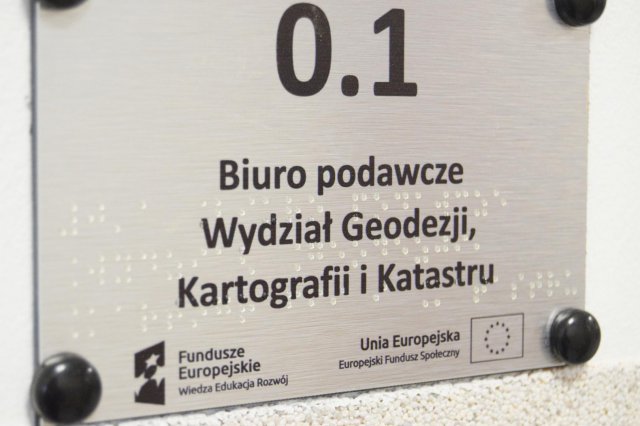 0.1
Biuro podawcze
Wydział Geodezji,
Kartografii i Katastru
Fundusze
Europejskie
Wiedza Edukacja Rozwój
Unia Europejska
Europejski Fundusz Społeczny